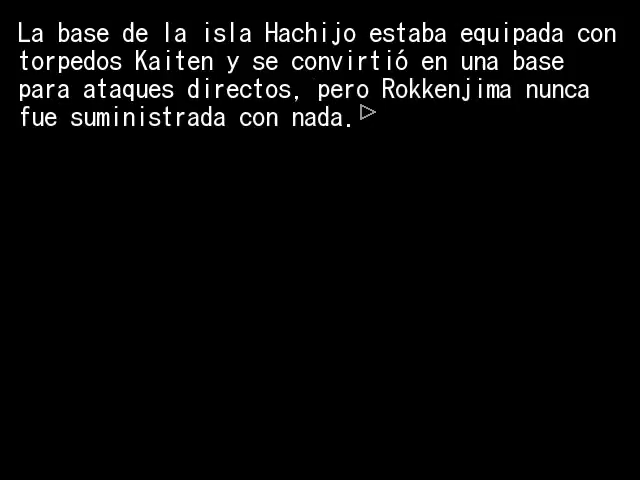 La base de la isla Hachijo estaba equipada con
torpedos Kaiten y se convirtió en una base
para ataques directos, pero Rokkenjima nunca
fue suministrada con nada.